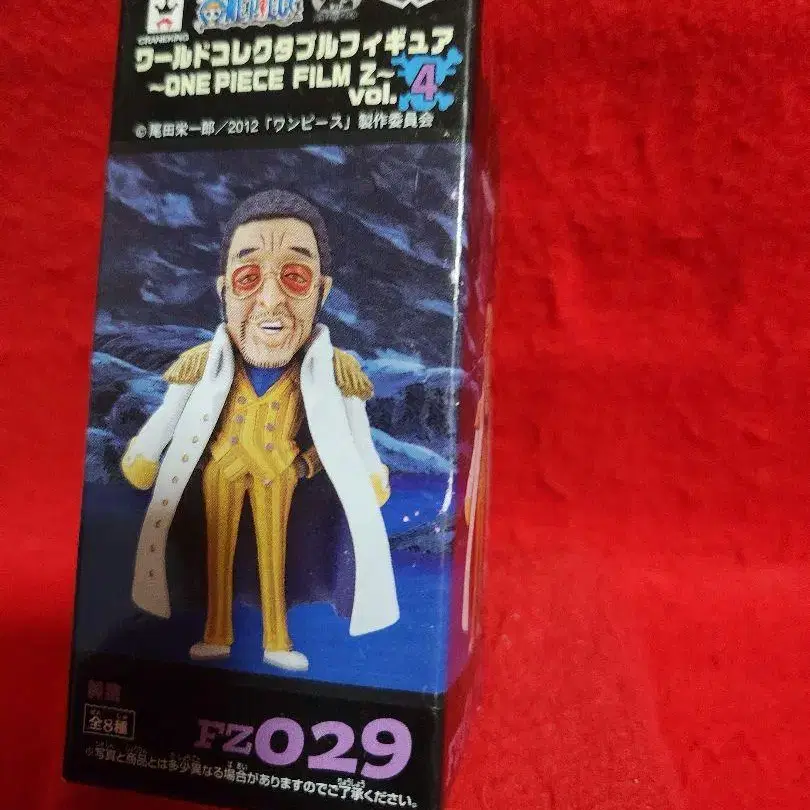 CRANEKING
ONE PIECE
ワールドコレクタブルフィギュア
～ONE PIECE FILM Z～
vol. 4
©尾田栄一郎／2012「ワンピース」製作委員会
全8種
FZ029
※写真と商品とは多少異なる場合がありますのでご了承ください。